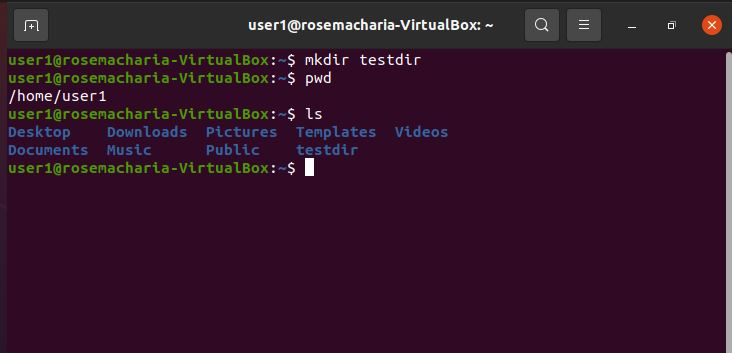 user1@rosemacharia-VirtualBox: ~
user1@rosemacharia-VirtualBox:~$ mkdir testdir
user1@rosemacharia-VirtualBox:~$ pwd
/home/user1
user1@rosemacharia-VirtualBox:~$ ls
Desktop    Downloads  Pictures  Templates  Videos
Documents  Music      Public    testdir
user1@rosemacharia-VirtualBox:~$